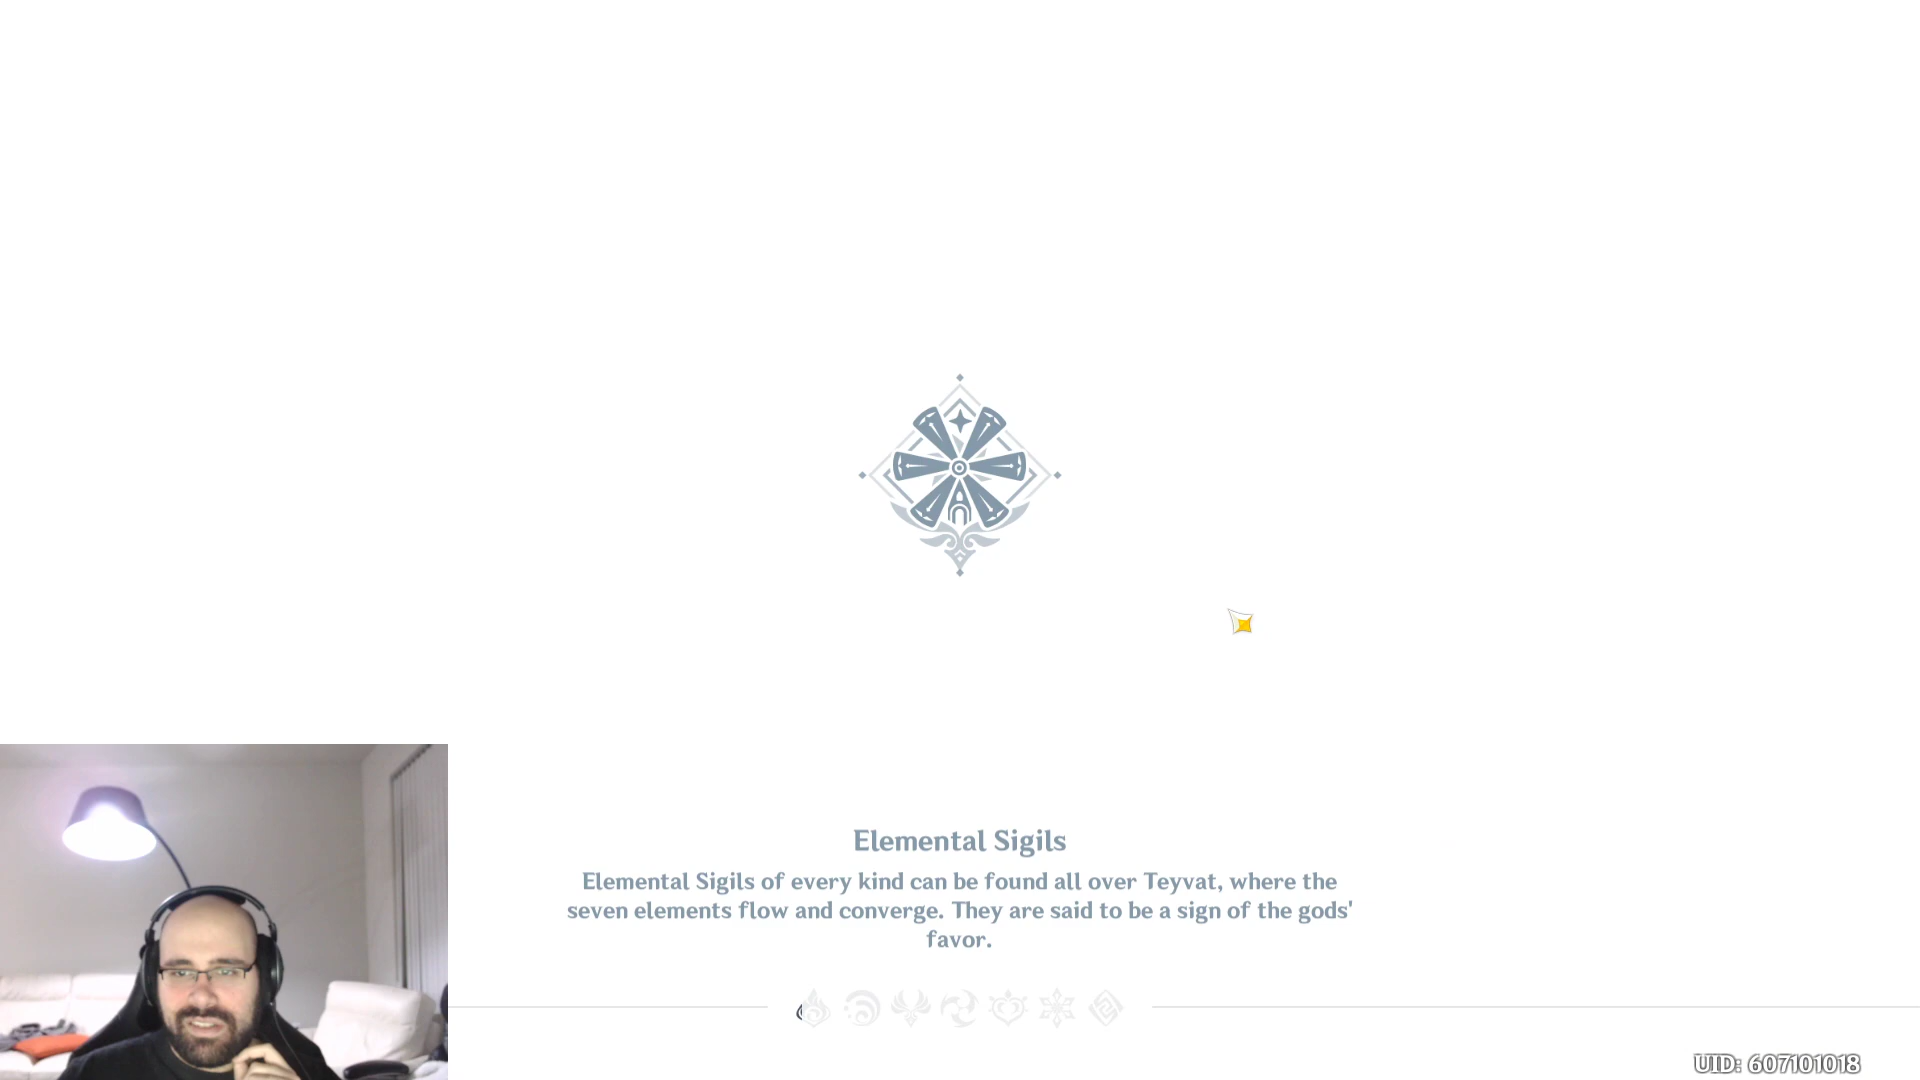 Elemental Sigils
Elemental Sigils of every kind can be found all over Teyvat, where the
seven elements flow and converge. They are said to be a sign of the gods'
favor.
UID: 607101018